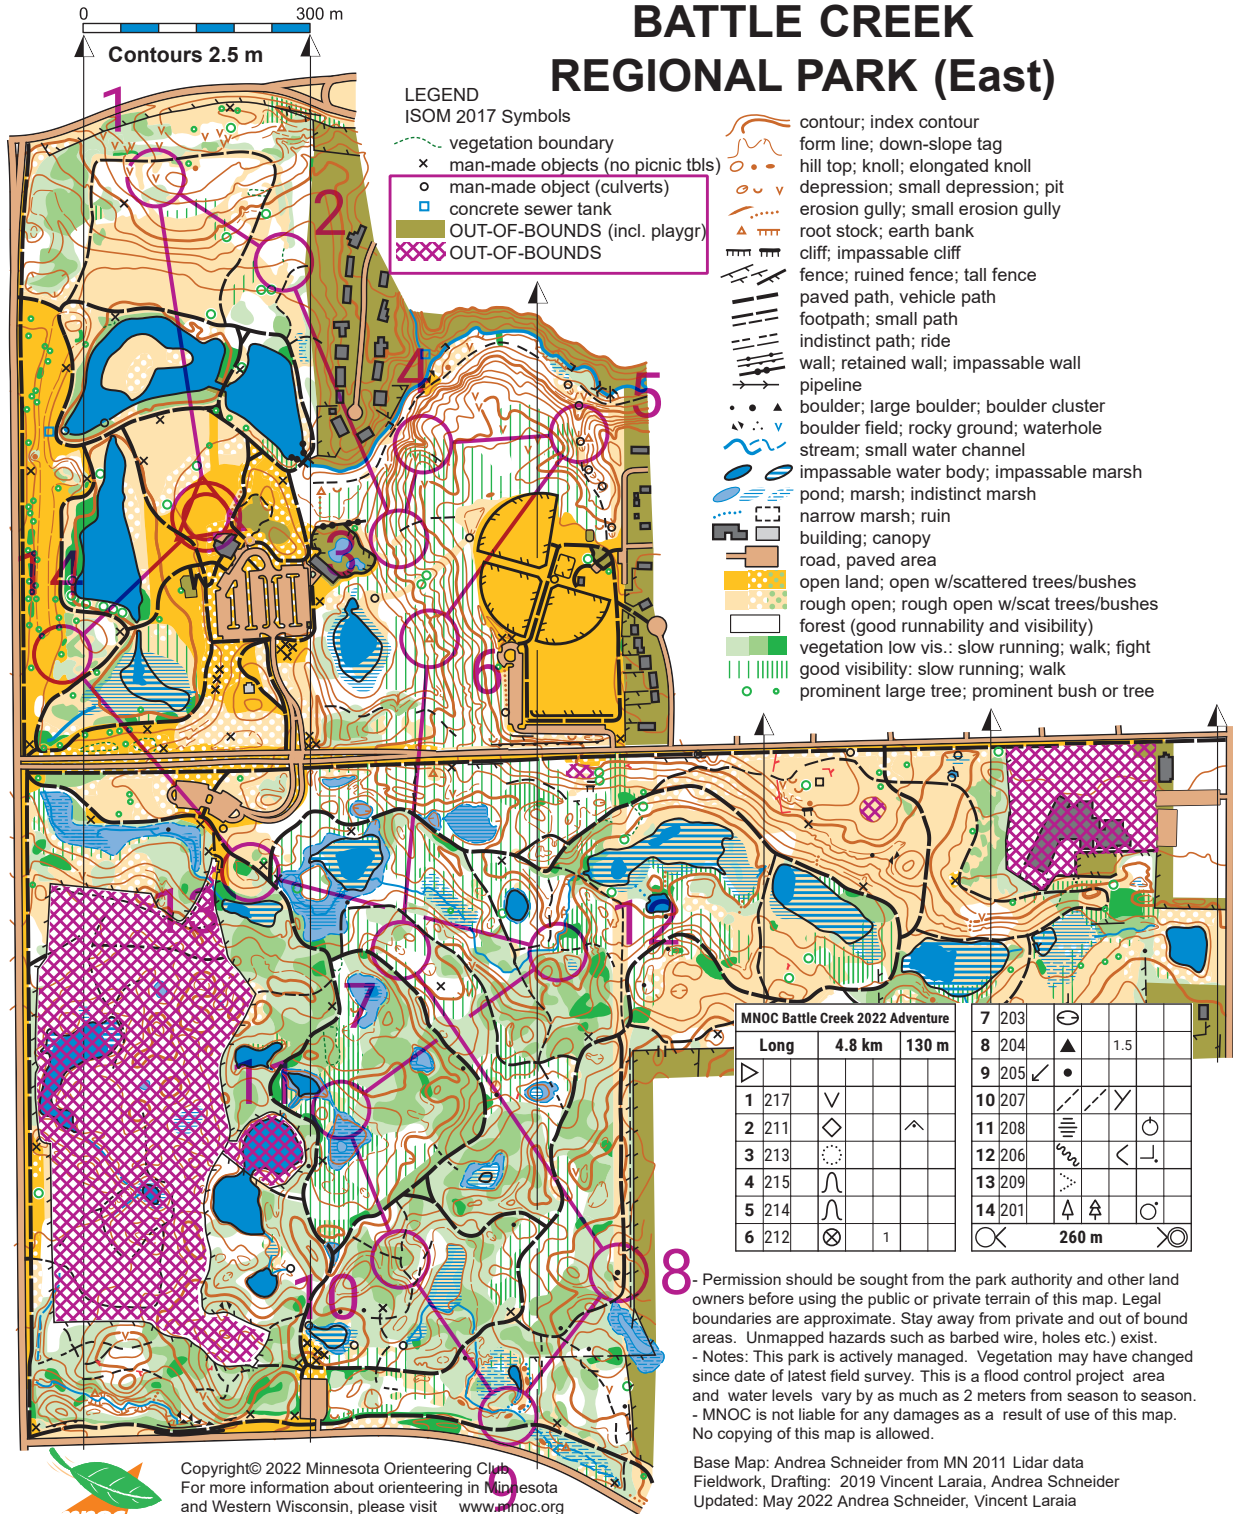 0 300 m
Contours 2.5 m
BATTLE CREEK
REGIONAL PARK (East)
LEGEND
ISOM 2017 Symbols
vegetation boundary
man-made objects (no picnic tbls)
man-made object (culverts)
concrete sewer tank
OUT-OF-BOUNDS (incl. playgr)
OUT-OF-BOUNDS
contour; index contour
form line; down-slope tag
hill top; knoll; elongated knoll
depression; small depression; pit
erosion gully; small erosion gully
root stock; earth bank
cliff; impassable cliff
fence; ruined fence; tall fence
paved path, vehicle path
footpath; small path
indistinct path; ride
wall; retained wall; impassable wall
pipeline
boulder; large boulder; boulder cluster
boulder field; rocky ground; waterhole
stream; small water channel
impassable water body; impassable marsh
pond; marsh; indistinct marsh
narrow marsh; ruin
building; canopy
road, paved area
open land; open w/scattered trees/bushes
rough open; rough open w/scat trees/bushes
forest (good runnability and visibility)
vegetation low vis.: slow running; walk; fight
good visibility: slow running; walk
prominent large tree; prominent bush or tree
1
2
3
4
5
6
7
8
9
10
11
12
14
MNOC Battle Creek 2022 Adventure
Long 4.8 km 130 m
1 217
2 211
3 213
4 215
5 214
6 212 1
7 203
8 204 1.5
9 205
10 207
11 208
12 206
13 209
14 201
260 m
- Permission should be sought from the park authority and other land
owners before using the public or private terrain of this map. Legal
boundaries are approximate. Stay away from private and out of bound
areas. Unmapped hazards such as barbed wire, holes etc.) exist.
- Notes: This park is actively managed. Vegetation may have changed
since date of latest field survey. This is a flood control project area
and water levels vary by as much as 2 meters from season to season.
- MNOC is not liable for any damages as a result of use of this map.
No copying of this map is allowed.
Base Map: Andrea Schneider from MN 2011 Lidar data
Fieldwork, Drafting: 2019 Vincent Laraia, Andrea Schneider
Updated: May 2022 Andrea Schneider, Vincent Laraia
Copyright© 2022 Minnesota Orienteering Club
For more information about orienteering in Minnesota
and Western Wisconsin, please visit www.mnoc.org